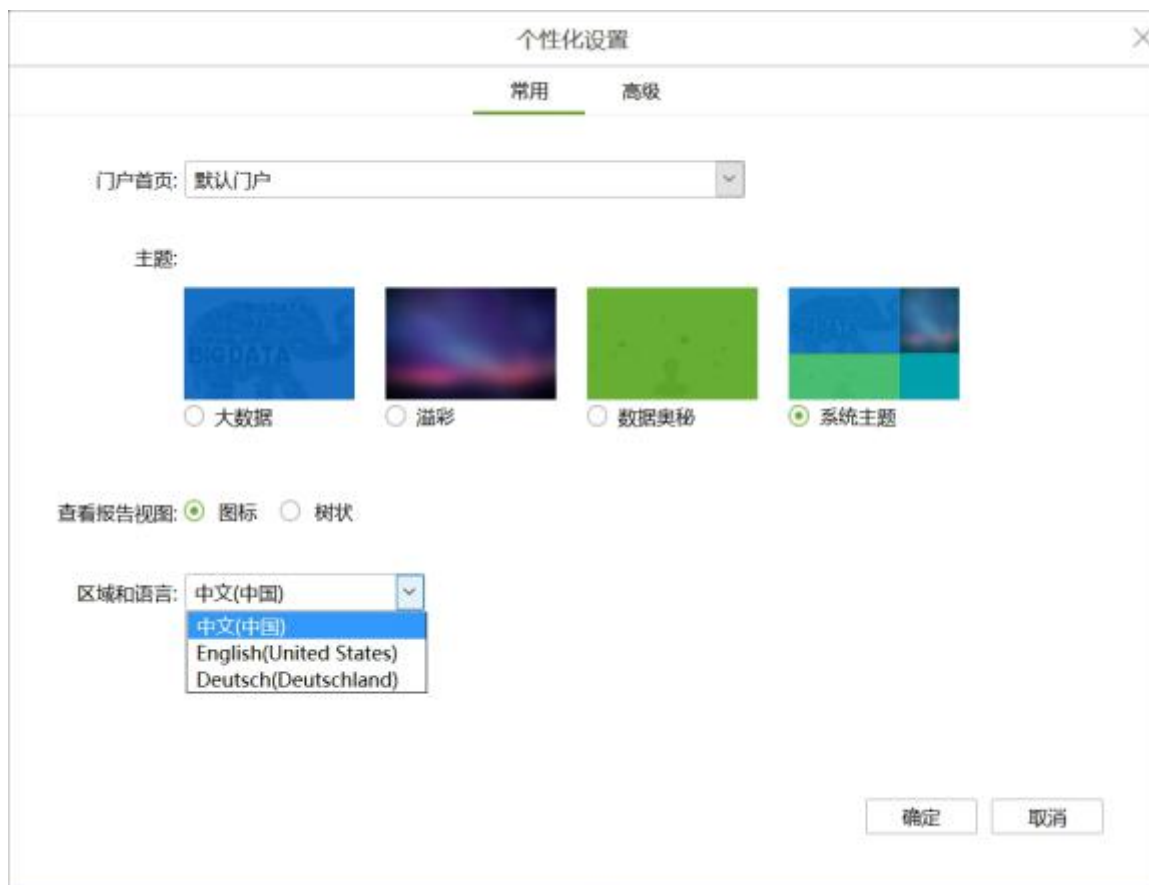 个性化设置
常用 高级
门户首页: 默认门户
主题:
BIGDATA
大数据 溢彩 数据奥秘 系统主题
查看报告视图: 图标 树状
区域和语言: 中文(中国)
中文(中国)
English(United States)
Deutsch(Deutschland)
确定 取消